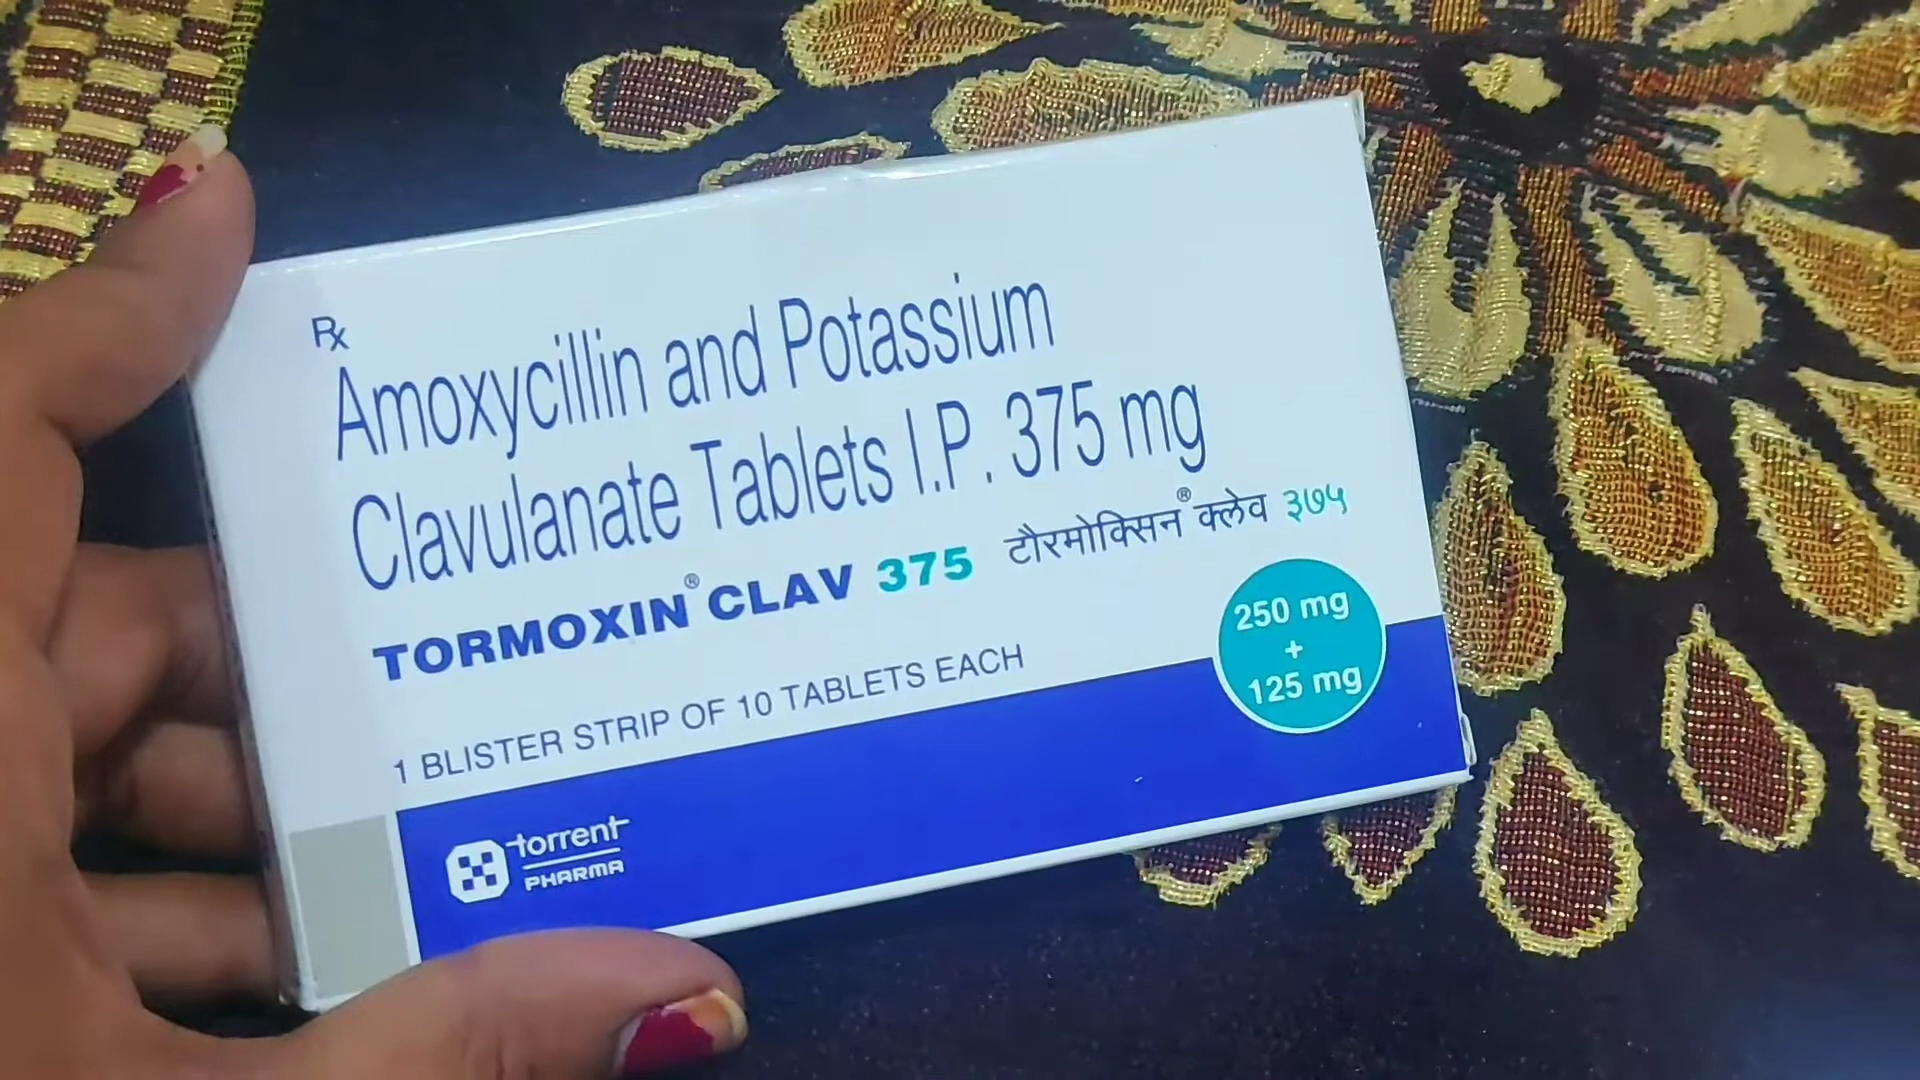 Rx
Amoxycillin and Potassium
Clavulanate Tablets I.P. 375 mg
TORMOXIN® CLAV 375 टौरमोक्सिन® क्लेव ३७५
1 BLISTER STRIP OF 10 TABLETS EACH
250 mg
+
125 mg
torrent
PHARMA